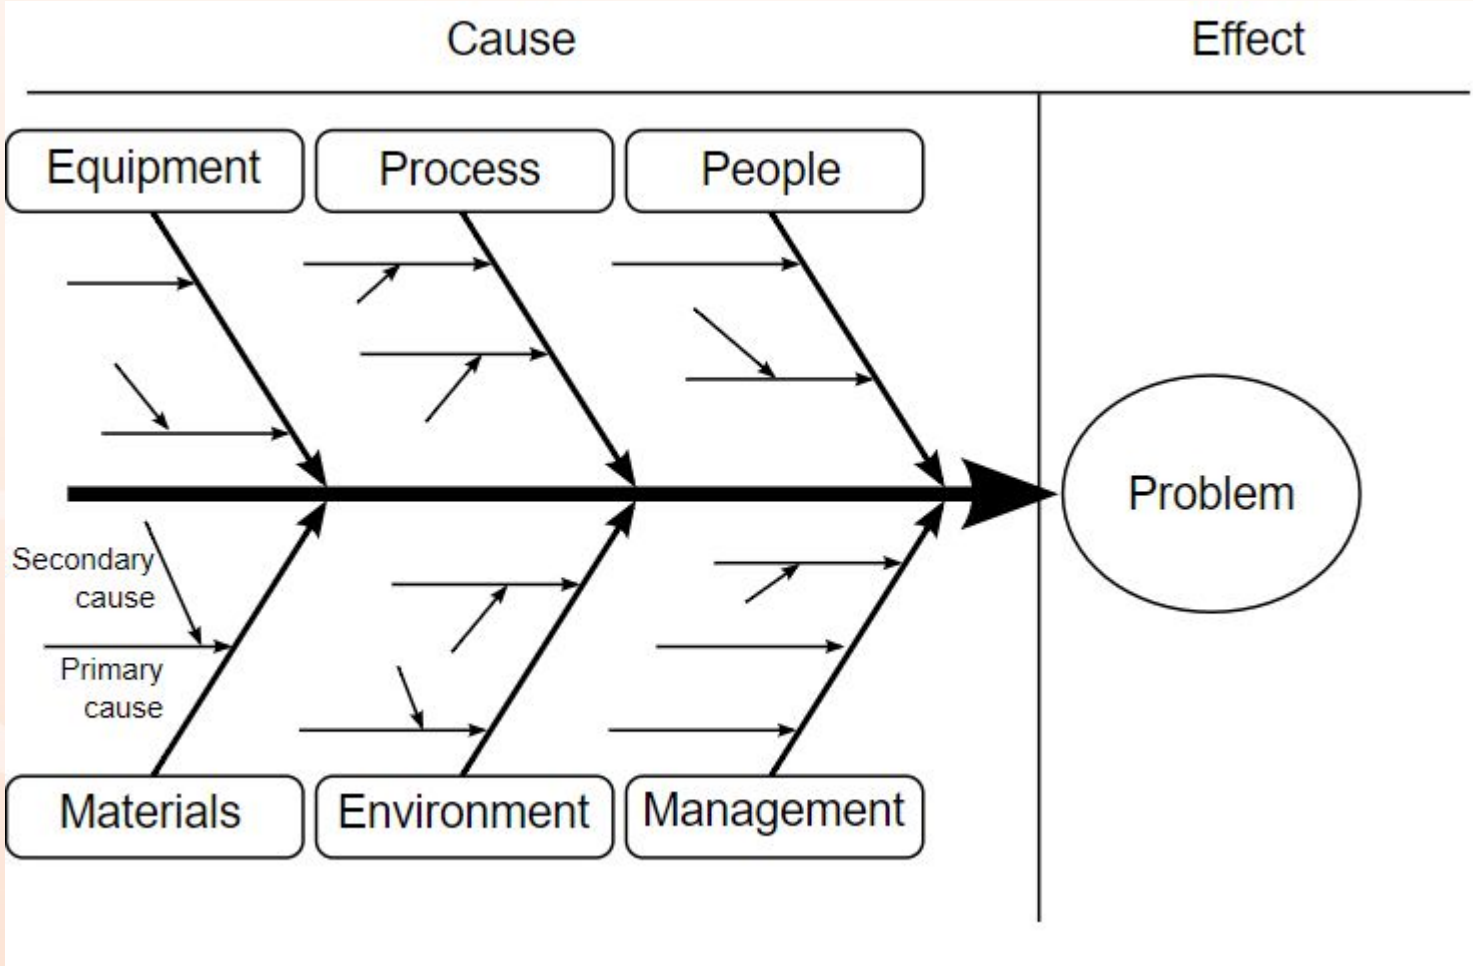 Cause
Effect
Equipment
Process
People
Problem
Secondary
cause
Primary
cause
Materials
Environment
Management